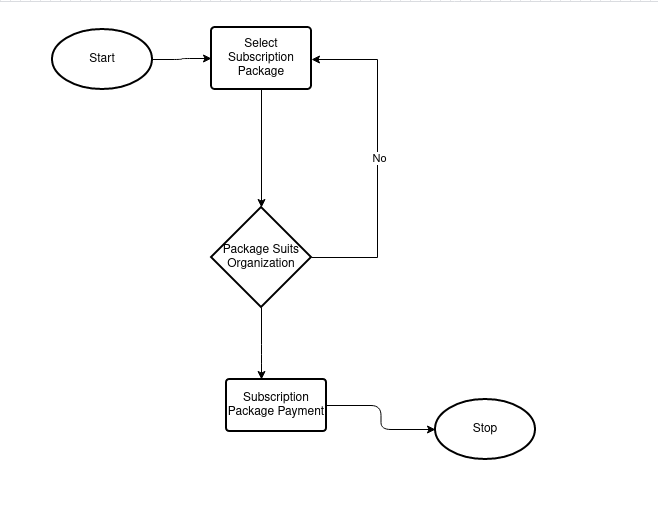 Start
Select
Subscription
Package
No
Package Suits
Organization
Subscription
Package Payment
Stop